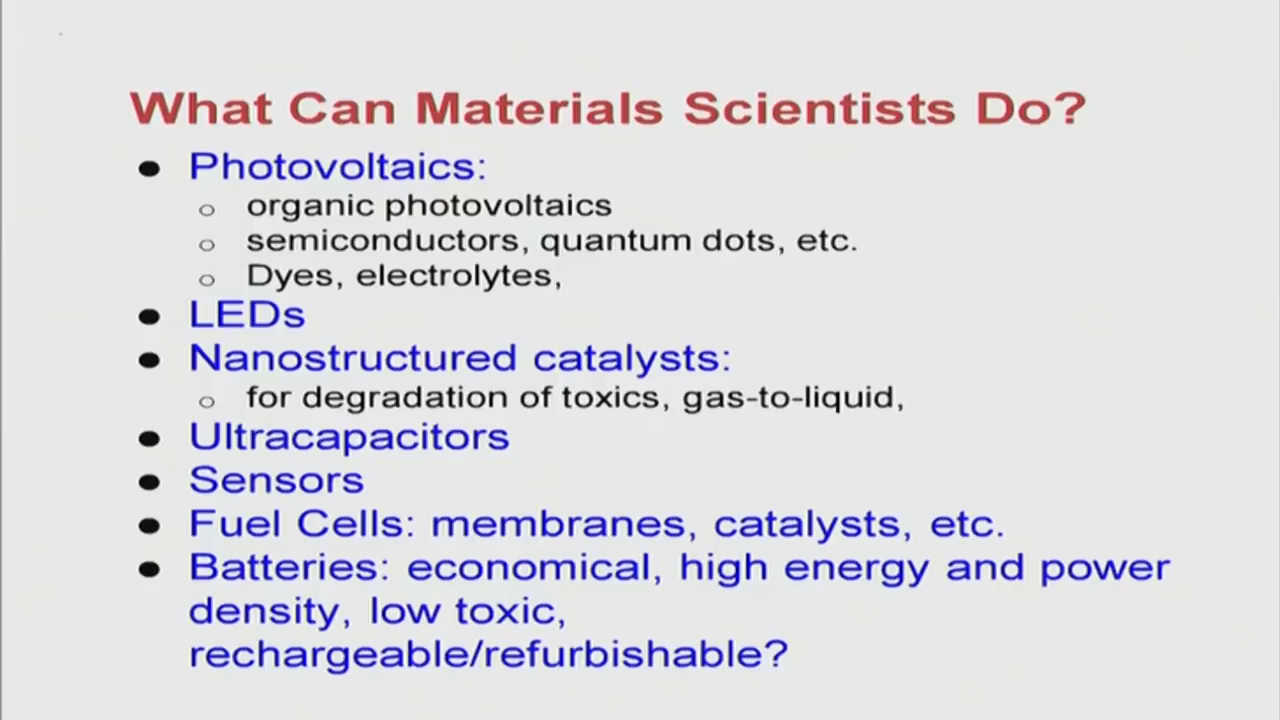 What Can Materials Scientists Do?
● Photovoltaics:
o organic photovoltaics
o semiconductors, quantum dots, etc.
o Dyes, electrolytes,
● LEDs
● Nanostructured catalysts:
o for degradation of toxics, gas-to-liquid,
● Ultracapacitors
● Sensors
● Fuel Cells: membranes, catalysts, etc.
● Batteries: economical, high energy and power
density, low toxic,
rechargeable/refurbishable?